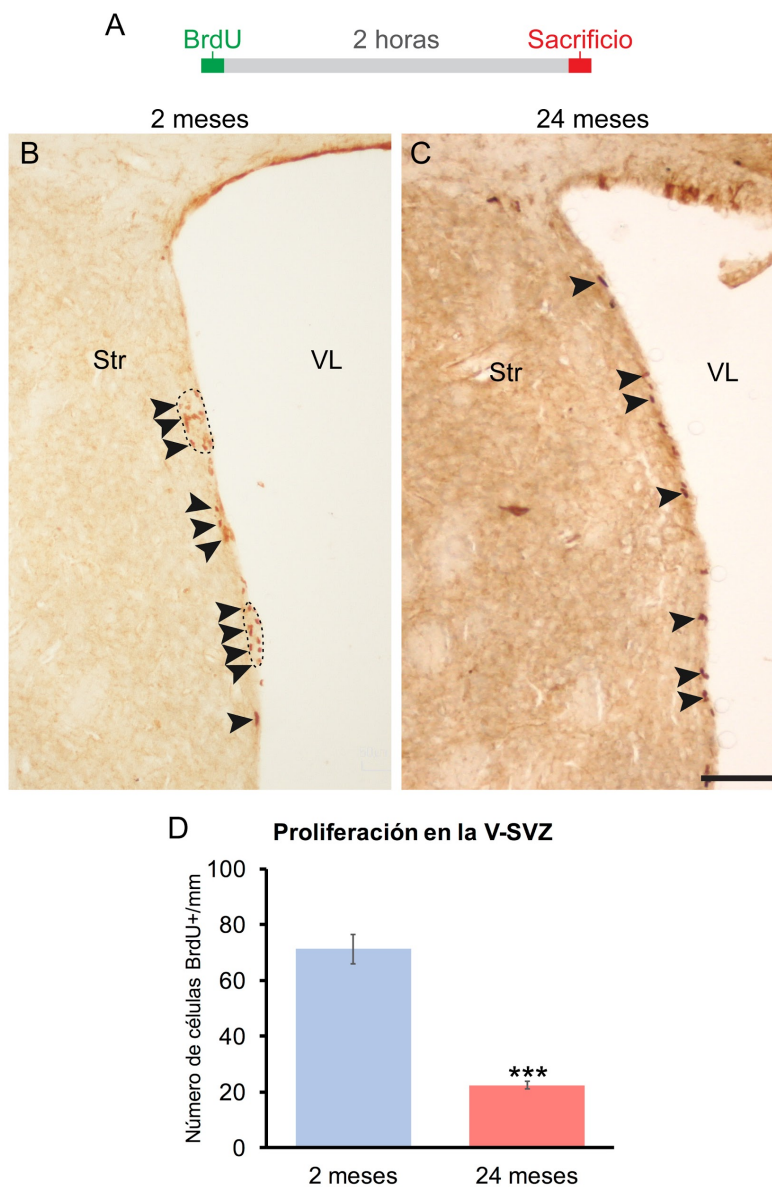 A
BrdU 2 horas Sacrificio
2 meses 24 meses
B C
Str VL Str VL
D Proliferación en la V-SVZ
Número de células BrdU+/mm
100
80
60
40
20
0
***
2 meses 24 meses